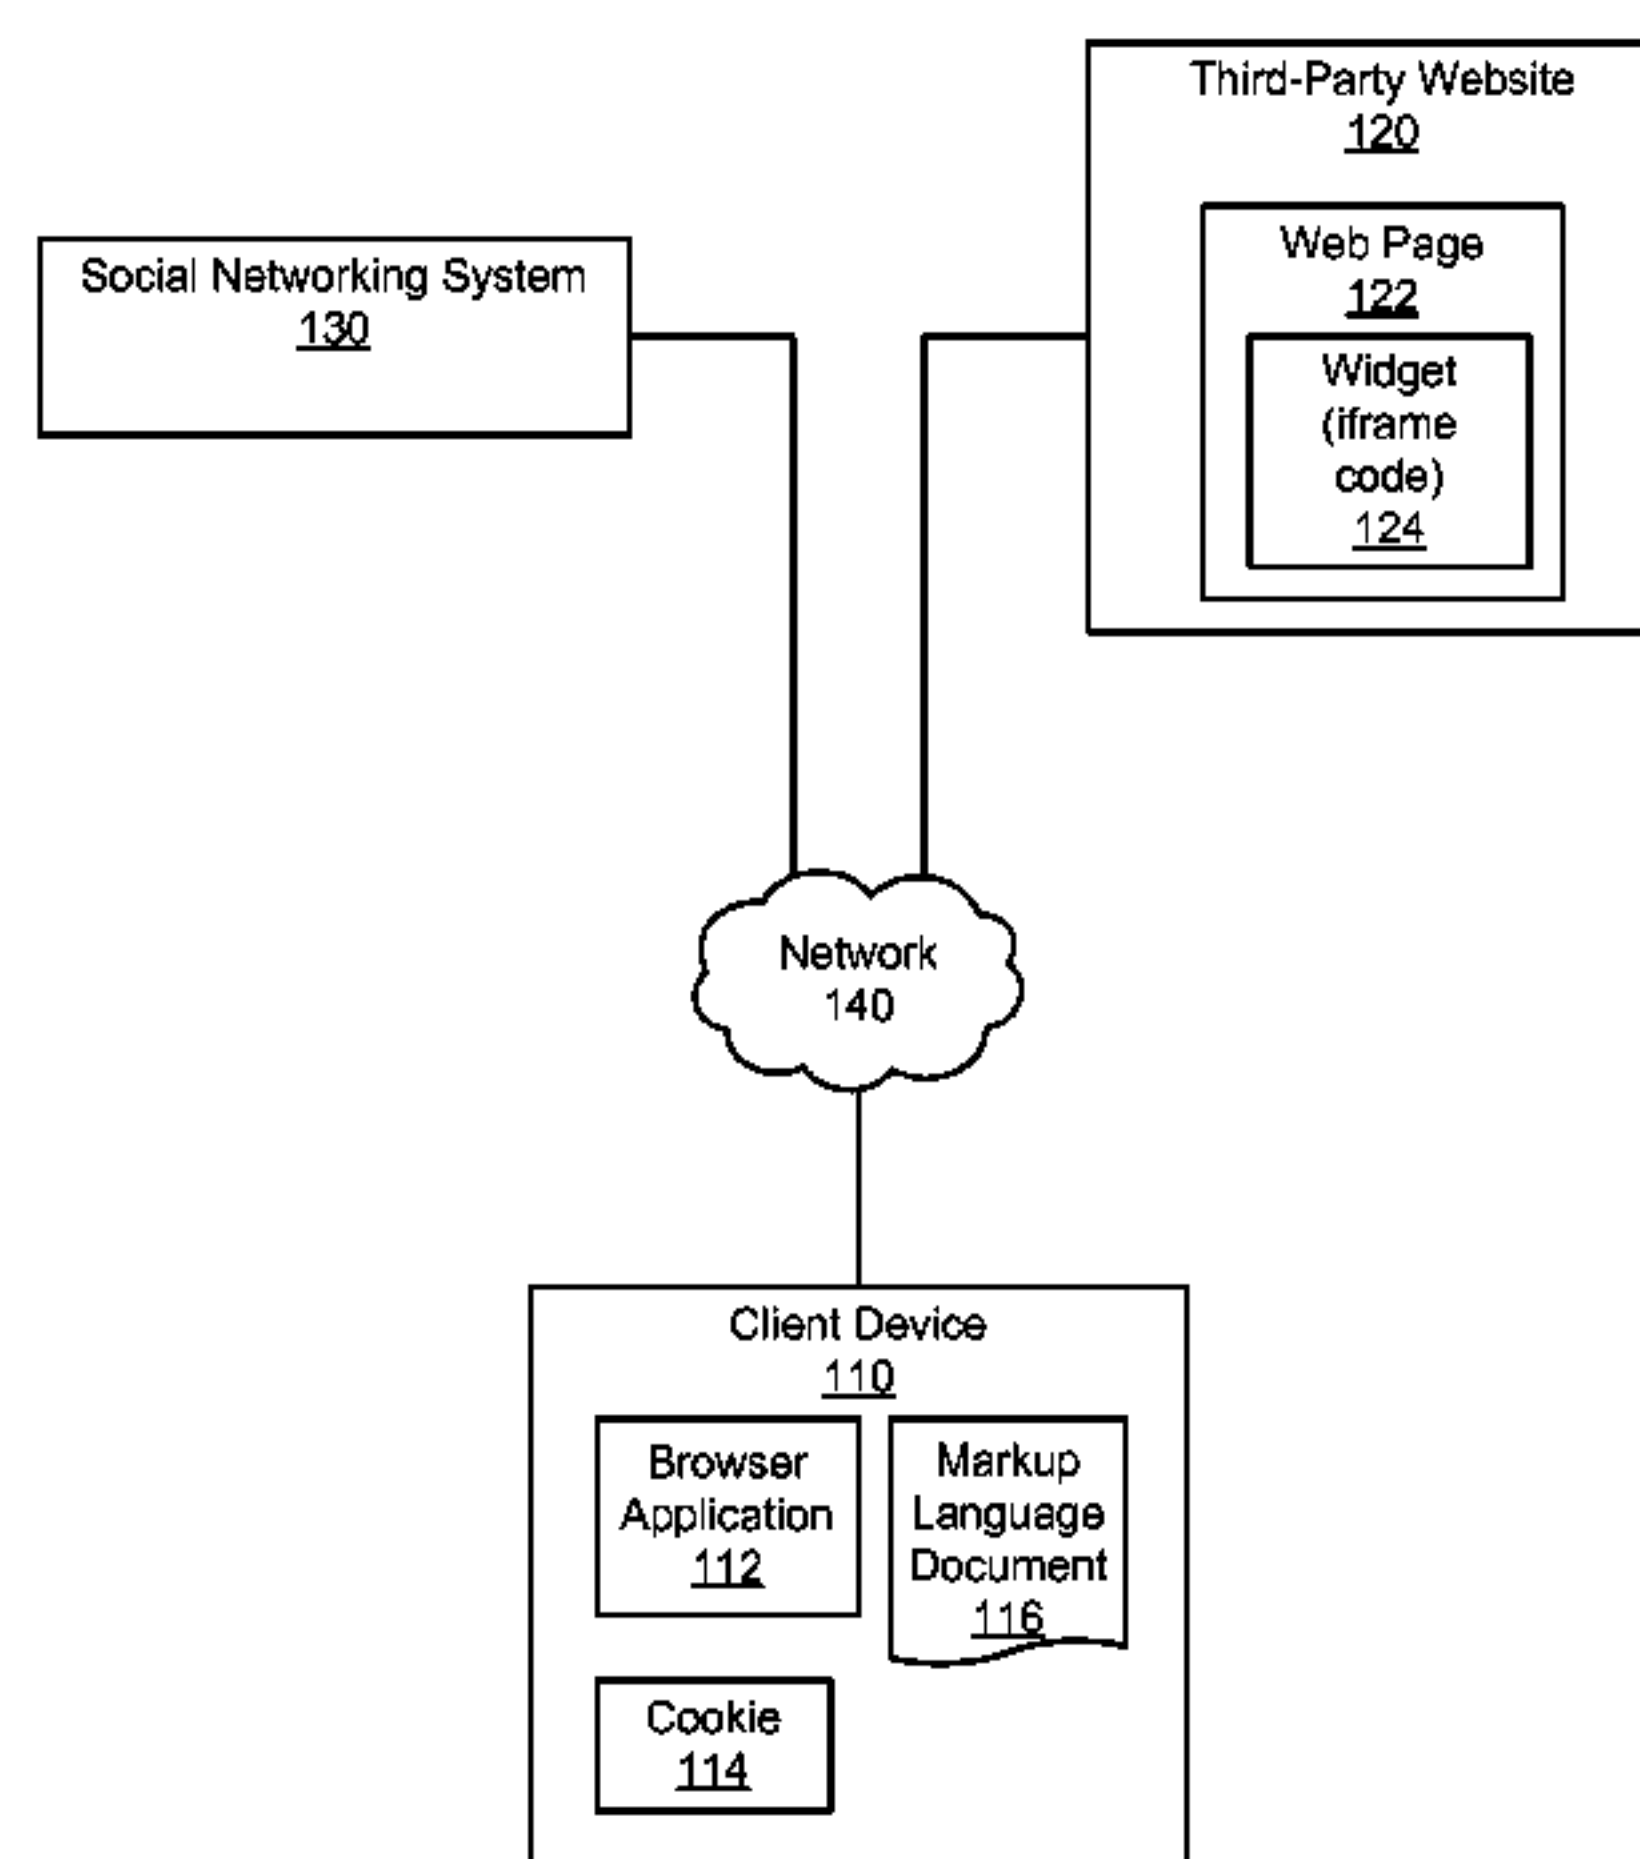 Third-Party Website
120
Social Networking System
130
Web Page
122
Widget
(iframe
code)
124
Network
140
Client Device
110
Browser
Application
112
Markup
Language
Document
116
Cookie
114